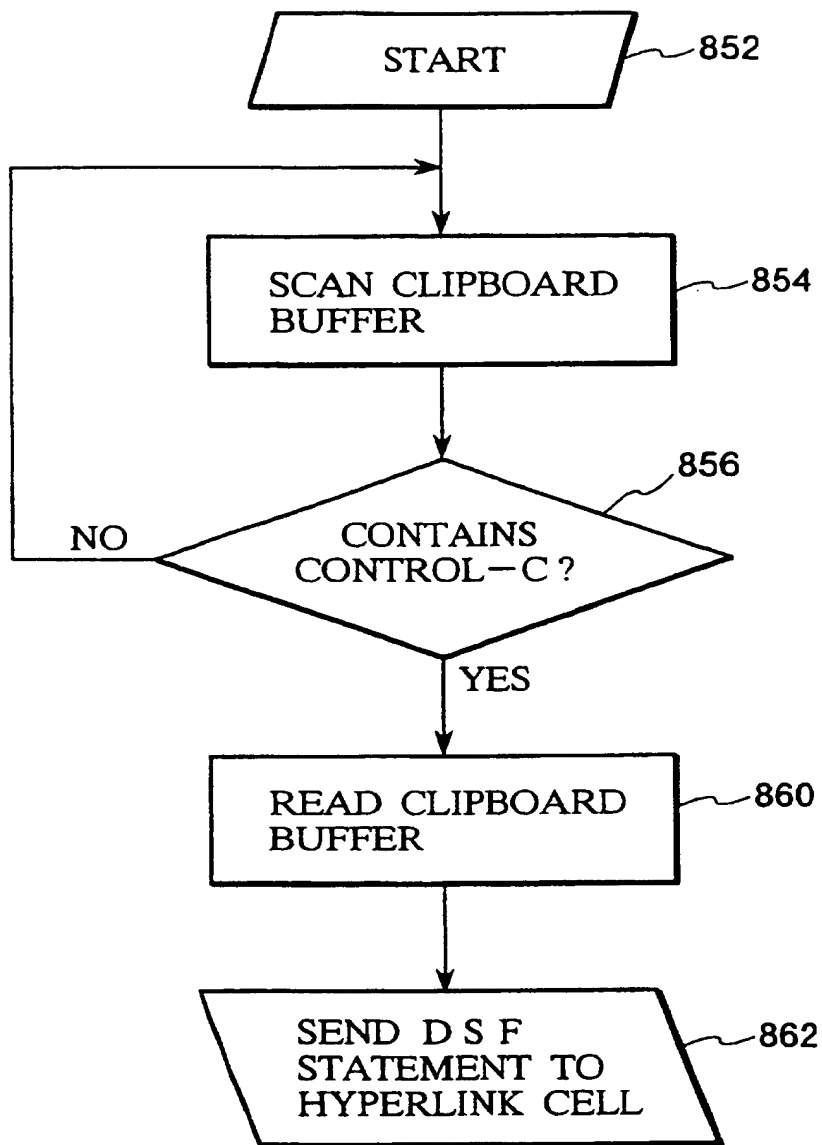 START
852
SCAN CLIPBOARD
BUFFER
854
856
CONTAINS
CONTROL-C?
NO
YES
READ CLIPBOARD
BUFFER
860
SEND D S F
STATEMENT TO
HYPERLINK CELL
862